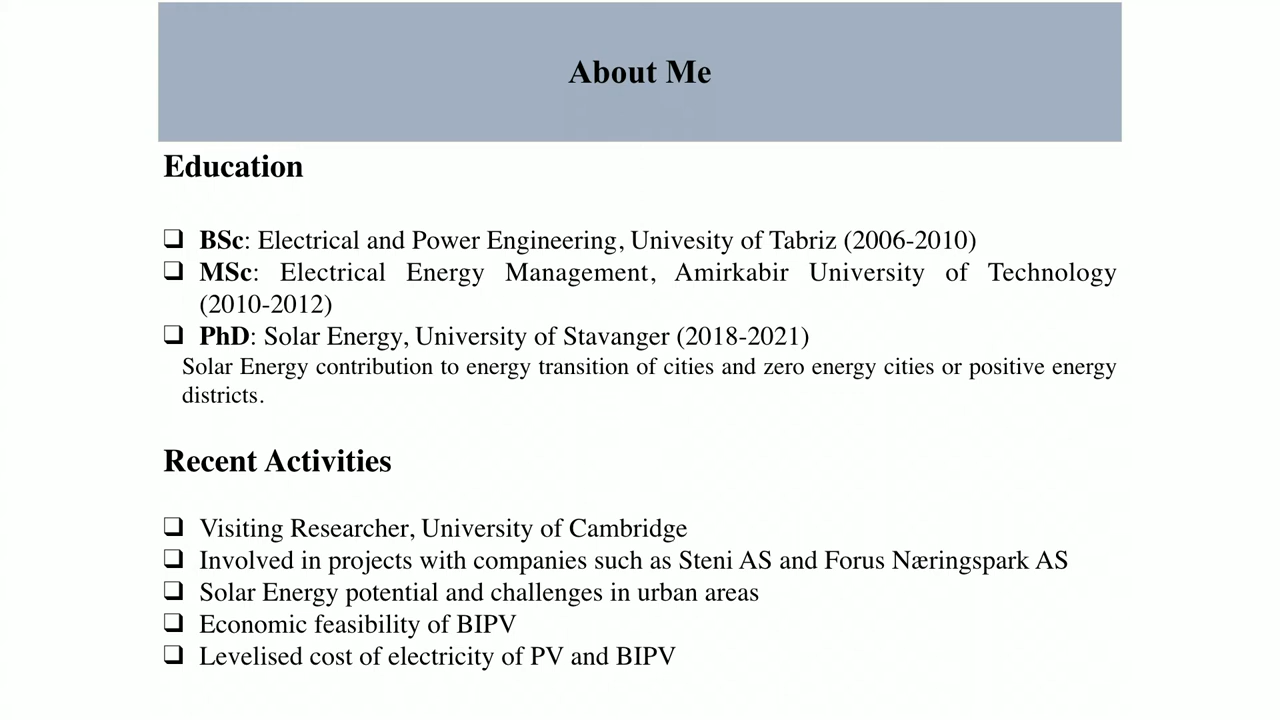 About Me
Education
❑ BSc: Electrical and Power Engineering, Univesity of Tabriz (2006-2010)
❑ MSc: Electrical Energy Management, Amirkabir University of Technology
(2010-2012)
❑ PhD: Solar Energy, University of Stavanger (2018-2021)
Solar Energy contribution to energy transition of cities and zero energy cities or positive energy
districts.
Recent Activities
❑ Visiting Researcher, University of Cambridge
❑ Involved in projects with companies such as Steni AS and Forus Næringspark AS
❑ Solar Energy potential and challenges in urban areas
❑ Economic feasibility of BIPV
❑ Levelised cost of electricity of PV and BIPV